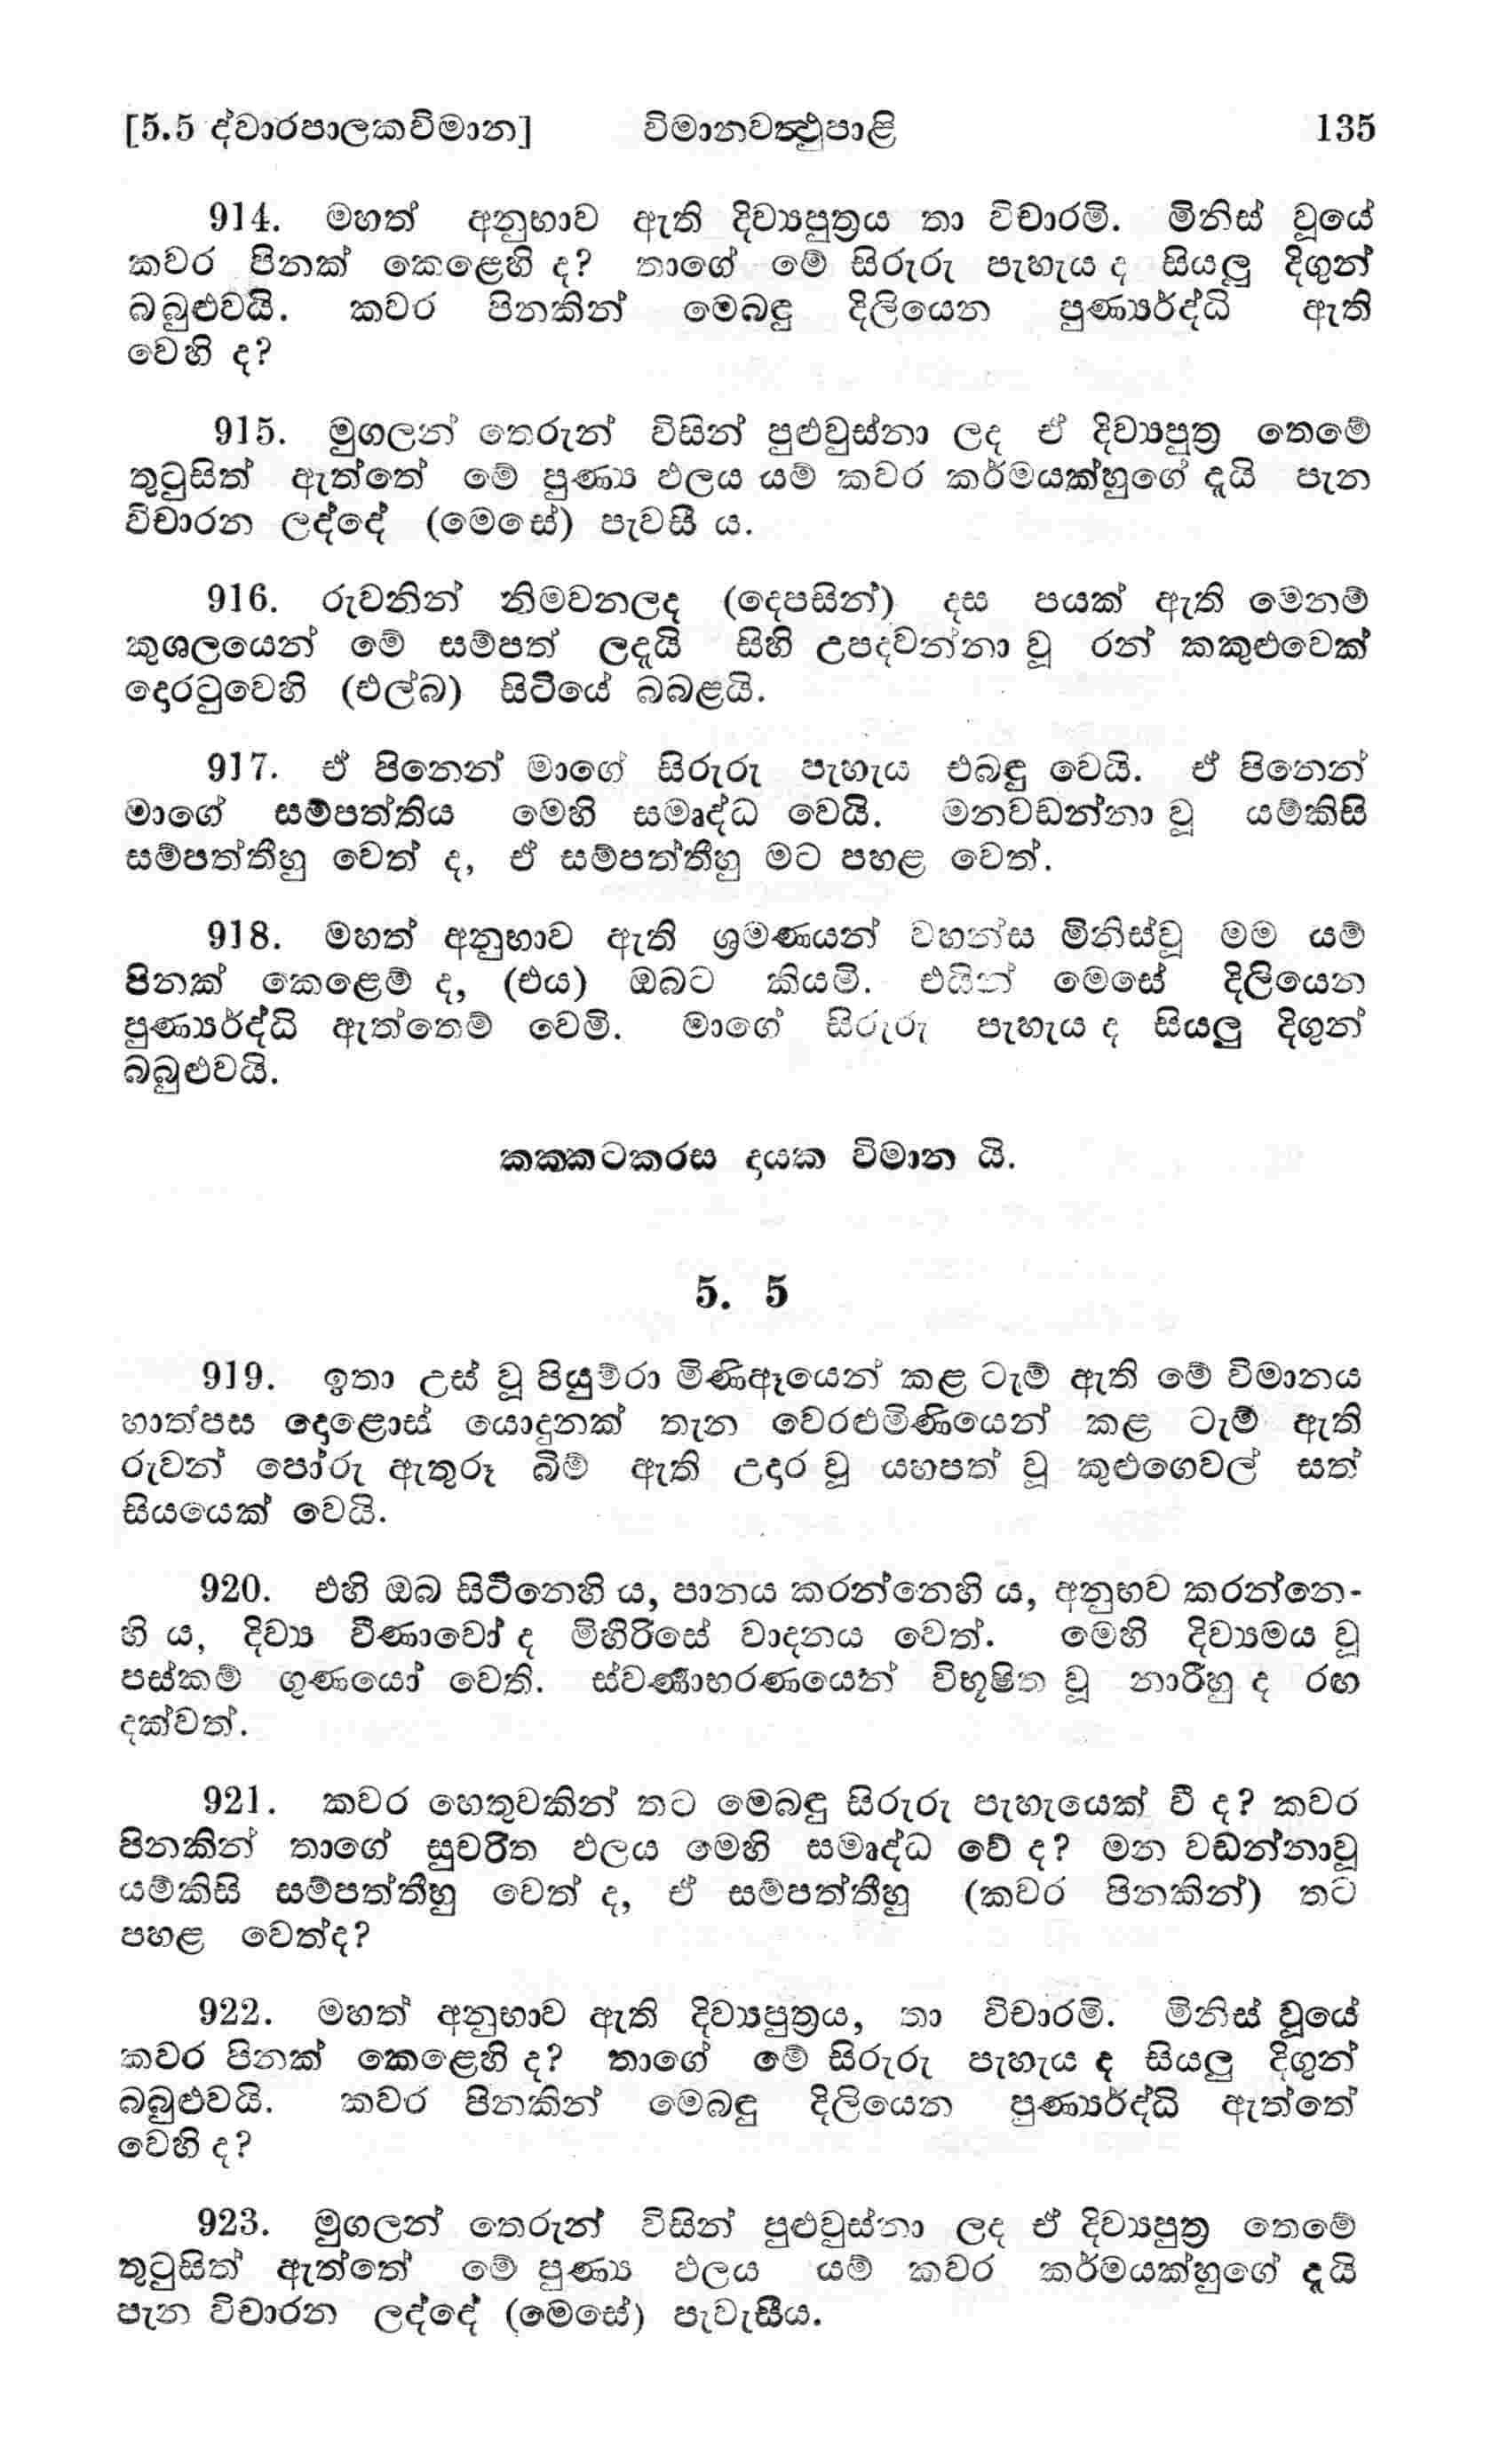 [5.5 ද්වාරපාලකවිමාන] විමානවත්‍ථුපාළි 135
914. මහත් අනුභාව ඇති දිව්‍යපුත්‍රය තා විචාරමි. මිනිස් වූයේ
කවර පිනක් කෙළෙහි ද? තාගේ මේ සිරුරු පැහැය ද සියලු දිගුන්
බබුළුවයි. කවර පිනකින් මෙබඳු දිලියෙන පුණ්‍යර්ද්ධි ඇති
වෙහි ද?
915. මුගලන් තෙරුන් විසින් පුළුවුස්නා ලද ඒ දිව්‍යපුත්‍ර තෙමේ
තුටුසිත් ඇත්තේ මේ පුණ්‍ය ඵලය යම් කවර කර්මයක්හුගේ දැයි පැන
විචාරන ලද්දේ (මෙසේ) පැවසී ය.
916. රුවනින් නිමවනලද (දෙපසින්) දස පයක් ඇති මෙනම්
කුශලයෙන් මේ සම්පත් ලදැයි සිහි උපදවන්නා වූ රන් කකුළුවෙක්
දොරටුවෙහි (එල්බ) සිටියේ බබළයි.
917. ඒ පිනෙන් මාගේ සිරුරු පැහැය එබඳු වෙයි. ඒ පිනෙන්
මාගේ සම්පත්තිය මෙහි සමෘද්ධ වෙයි. මනවඩන්නා වූ යම්කිසි
සම්පත්තීහු වෙත් ද, ඒ සම්පත්තීහු මට පහළ වෙත්.
918. මහත් අනුභාව ඇති ශ්‍රමණයන් වහන්ස මිනිස්වූ මම යම්
පිනක් කෙළෙම් ද, (එය) ඔබට කියමි. එයින් මෙසේ දිලියෙන
පුණ්‍යර්ද්ධි ඇත්තෙම් වෙමි. මාගේ සිරුරු පැහැය ද සියලු දිගුන්
බබුළුවයි.
කක්‍කටකරස දායක විමාන යි.
5. 5
919. ඉතා උස් වූ පියුම්රා මිණිඇයෙන් කළ ටැම් ඇති මේ විමානය
හාත්පස දෙළොස් යොදුනක් තැන වෙරළුමිණියෙන් කළ ටැම් ඇති
රුවන් පෝරු ඇතුරූ බිම් ඇති උදාර වූ යහපත් වූ කුළුගෙවල් සත්
සියයෙක් වෙයි.
920. එහි ඔබ සිටිනෙහි ය, පානය කරන්නෙහි ය, අනුභව කරන්නෙ-
හි ය, දිව්‍ය වීණාවෝ ද මිහිරිසේ වාදනය වෙත්. මෙහි දිව්‍යමය වූ
පස්කම් ගුණයෝ වෙති. ස්වර්‍ණාභරණයෙන් විභූෂිත වූ නාරීහු ද රඟ
දක්වත්.
921. කවර හෙතුවකින් තට මෙබඳු සිරුරු පැහැයෙක් වී ද? කවර
පිනකින් තාගේ සුචරිත ඵලය මෙහි සමෘද්ධ වේ ද? මන වඩන්නාවූ
යම්කිසි සම්පත්තීහු වෙත් ද, ඒ සම්පත්තීහු (කවර පිනකින්) තට
පහළ වෙත්ද?
922. මහත් අනුභාව ඇති දිව්‍යපුත්‍රය, තා විචාරමි. මිනිස් වූයේ
කවර පිනක් කෙළෙහි ද? තාගේ මේ සිරුරු පැහැය ද සියලු දිගුන්
බබුළුවයි. කවර පිනකින් මෙබඳු දිලියෙන පුණ්‍යර්ද්ධි ඇත්තේ
වෙහි ද?
923. මුගලන් තෙරුන් විසින් පුළුවුස්නා ලද ඒ දිව්‍යපුත්‍ර තෙමේ
තුටුසිත් ඇත්තේ මේ පුණ්‍ය ඵලය යම් කවර කර්මයක්හුගේ දැයි
පැන විචාරන ලද්දේ (මෙසේ) පැවැසීය.